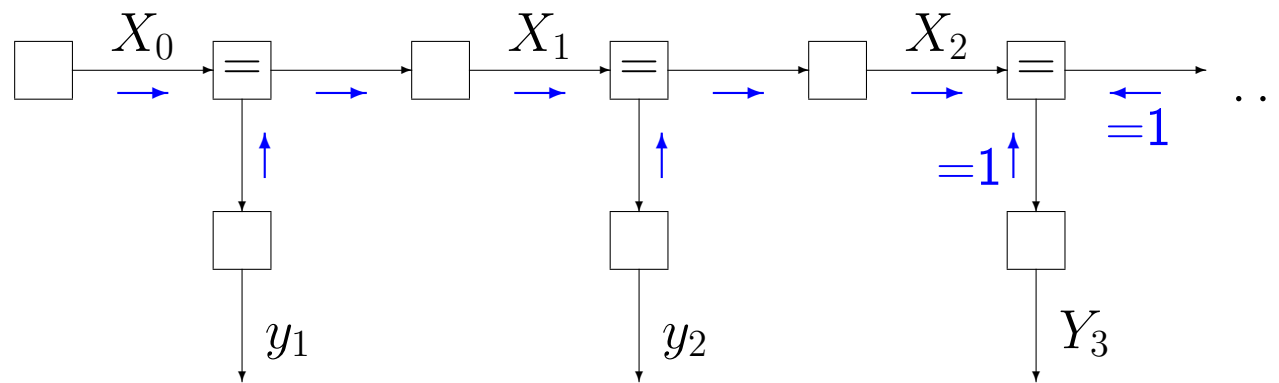 X₀ X₁ X₂
= = = . .
=1 =1
y₁ y₂ Y₃